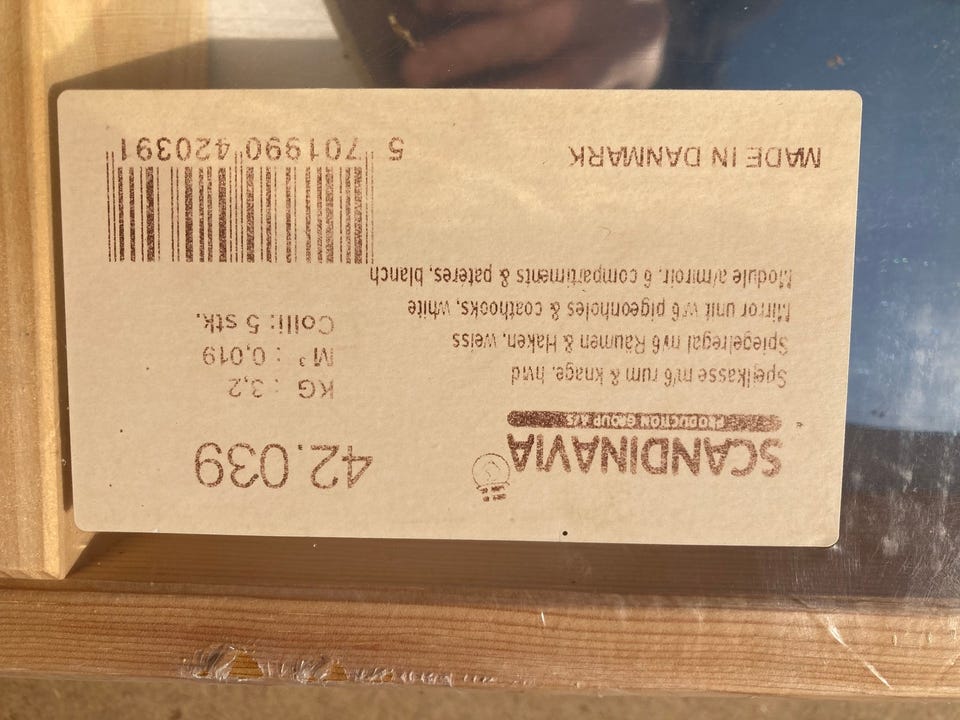 42.039
SCANDINAVIA
PRODUCTION GROUP A/S
KG : 3,2
M³ : 0,019
Colli: 5 stk.
Spejlkasse m/6 rum & knage, hvid
Spiegelregal m/6 Räumen & Haken, weiss
Mirror unit w/6 pigeonholes & coathooks, white
Module a/miroir, 6 compartiments & patères, blanch
MADE IN DANMARK
5 701990 420391